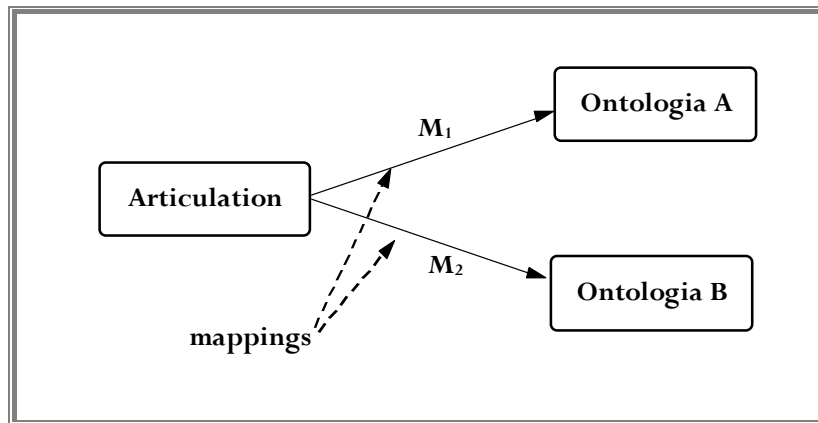 Ontologia A
M₁
Articulation
M₂
Ontologia B
mappings